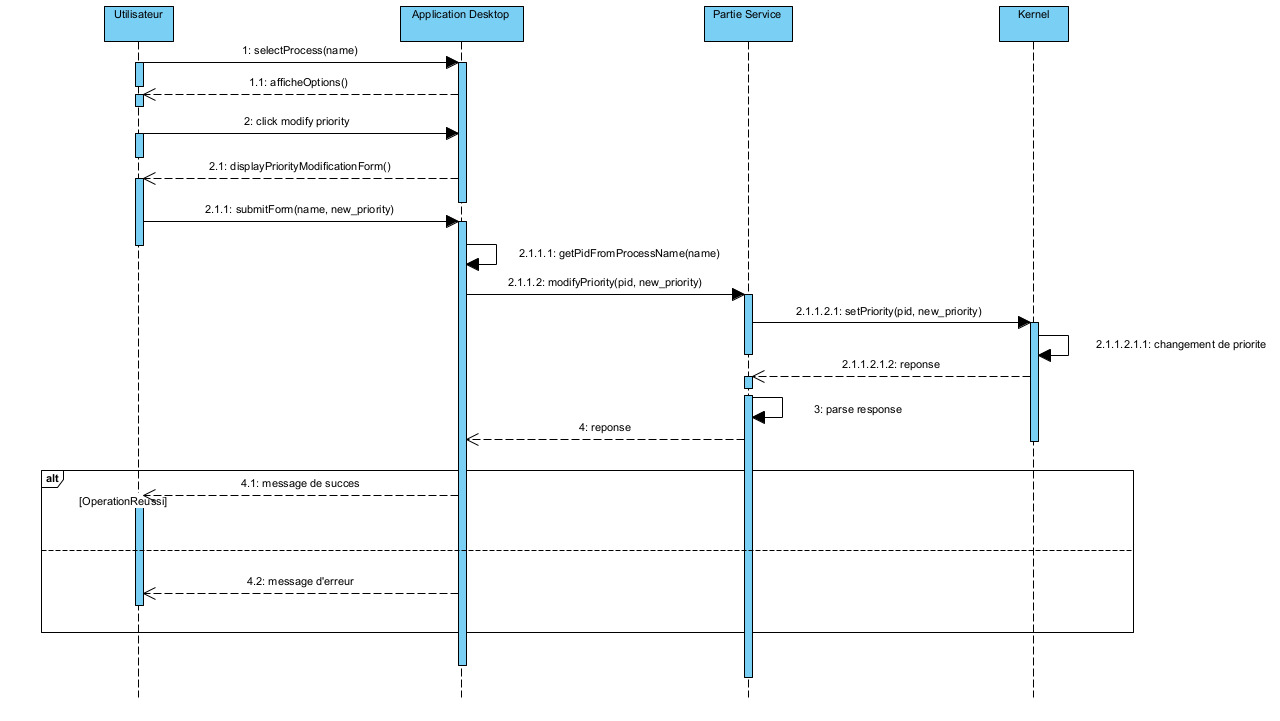 Utilisateur
Application Desktop
Partie Service
Kernel
1: selectProcess(name)
1.1: afficheOptions()
2: click modify priority
2.1: displayPriorityModificationForm()
2.1.1: submitForm(name, new_priority)
2.1.1.1: getPidFromProcessName(name)
2.1.1.2: modifyPriority(pid, new_priority)
2.1.1.2.1: setPriority(pid, new_priority)
2.1.1.2.1.1: changement de priorite
2.1.1.2.1.2: reponse
3: parse response
4: reponse
alt
4.1: message de succes
[OperationReussi]
4.2: message d'erreur